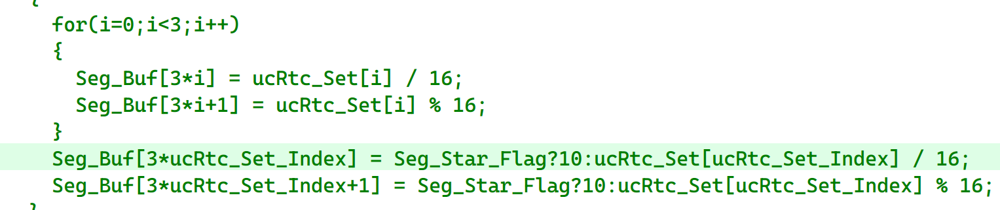 {
for(i=0;i<3;i++)
{
Seg_Buf[3*i] = ucRtc_Set[i] / 16;
Seg_Buf[3*i+1] = ucRtc_Set[i] % 16;
}
Seg_Buf[3*ucRtc_Set_Index] = Seg_Star_Flag?10:ucRtc_Set[ucRtc_Set_Index] / 16;
Seg_Buf[3*ucRtc_Set_Index+1] = Seg_Star_Flag?10:ucRtc_Set[ucRtc_Set_Index] % 16;
}